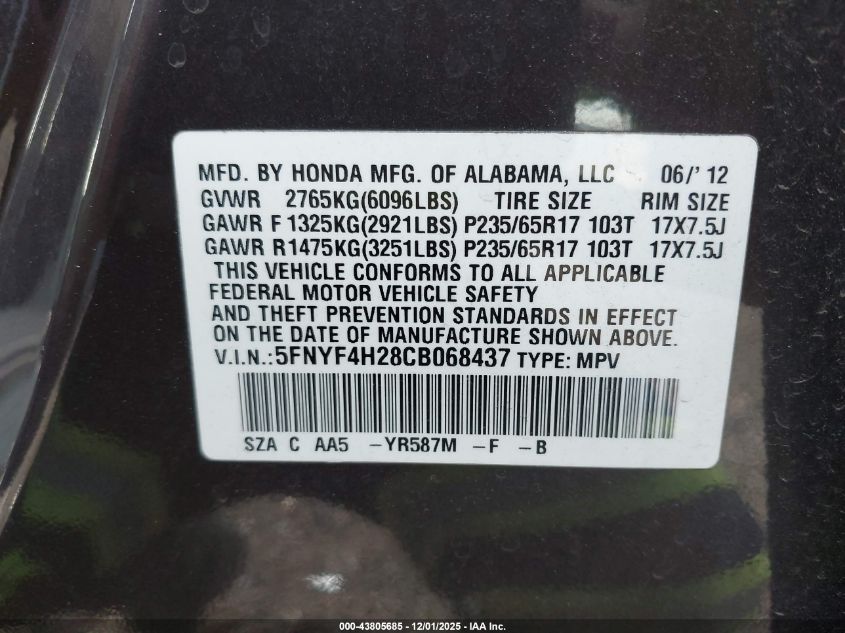 MFD. BY HONDA MFG. OF ALABAMA, LLC 06/'12
GVWR 2765KG(6096LBS) TIRE SIZE RIM SIZE
GAWR F 1325KG(2921LBS) P235/65R17 103T 17X7.5J
GAWR R1475KG(3251LBS) P235/65R17 103T 17X7.5J
THIS VEHICLE CONFORMS TO ALL APPLICABLE
FEDERAL MOTOR VEHICLE SAFETY
AND THEFT PREVENTION STANDARDS IN EFFECT
ON THE DATE OF MANUFACTURE SHOWN ABOVE.
V.I.N.:5FNYF4H28CB068437 TYPE: MPV
SZA C AA5 -YR587M -F -B
000-43805685 - 12/01/2025 - IAA Inc.